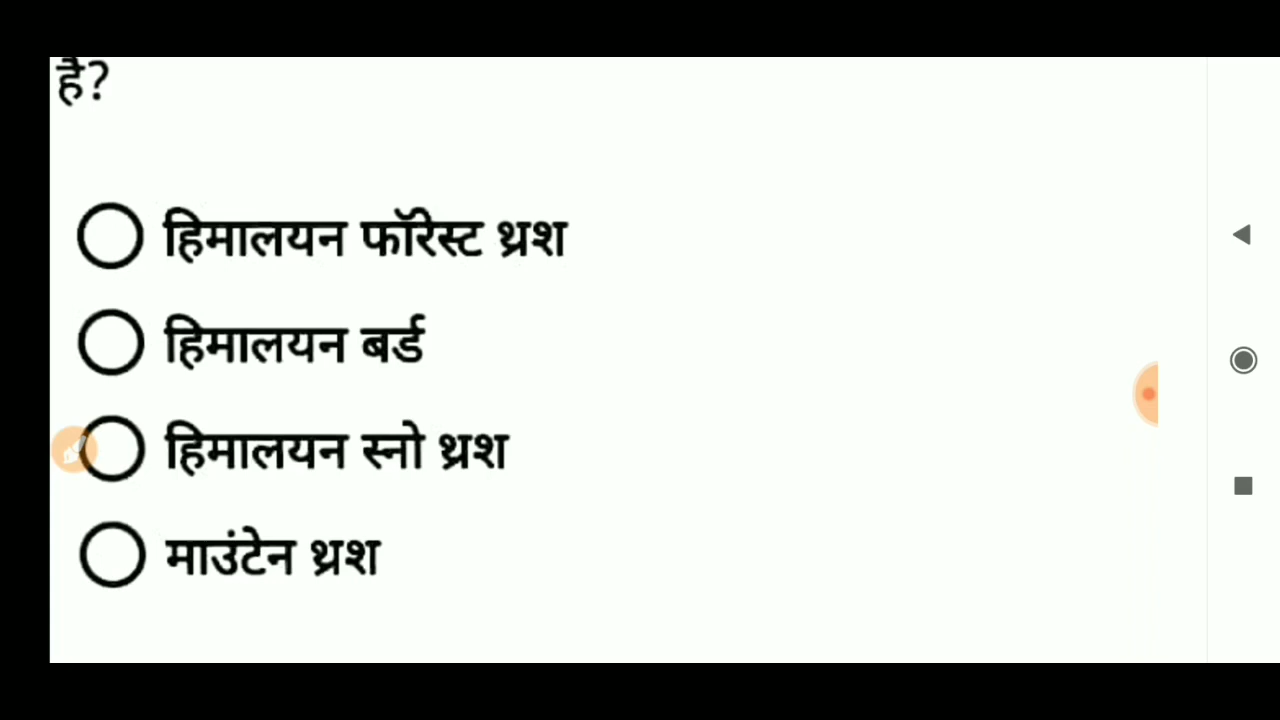 है?
हिमालयन फॉरेस्ट थ्रश
हिमालयन बर्ड
हिमालयन स्नो थ्रश
माउंटेन थ्रश